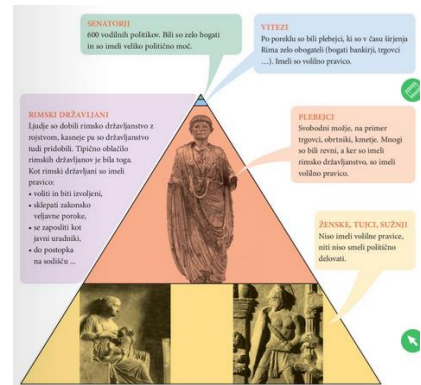 SENATORJI
600 vodilnih politikov. Bili so zelo bogati
in so imeli veliko politično moč.
VITEZI
Po poreklu so bili plebejci, ki so v času širjenja
Rima zelo obogateli (bogati bankirji, trgovci
...). Imeli so volilno pravico.
RIMSKI DRŽAVLJANI
Ljudje so dobili rimsko državljanstvo z
rojstvom, kasneje pa so državljanstvo
tudi pridobili. Tipično oblačilo
rimskih državljanov je bila toga.
Kot rimski državljani so imeli
pravico:
• voliti in biti izvoljeni,
• sklepati zakonsko
veljavne poroke,
• se zaposliti kot
javni uradniki,
• do postopka
na sodišču ...
PLEBEJCI
Svobodni možje, na primer
trgovci, obrtniki, kmetje. Mnogi
so bili revni, a ker so imeli
rimsko državljanstvo, so imeli
volilno pravico.
ŽENSKE, TUJCI, SUŽNJI
Niso imeli volilne pravice,
niti niso smeli politično
delovati.